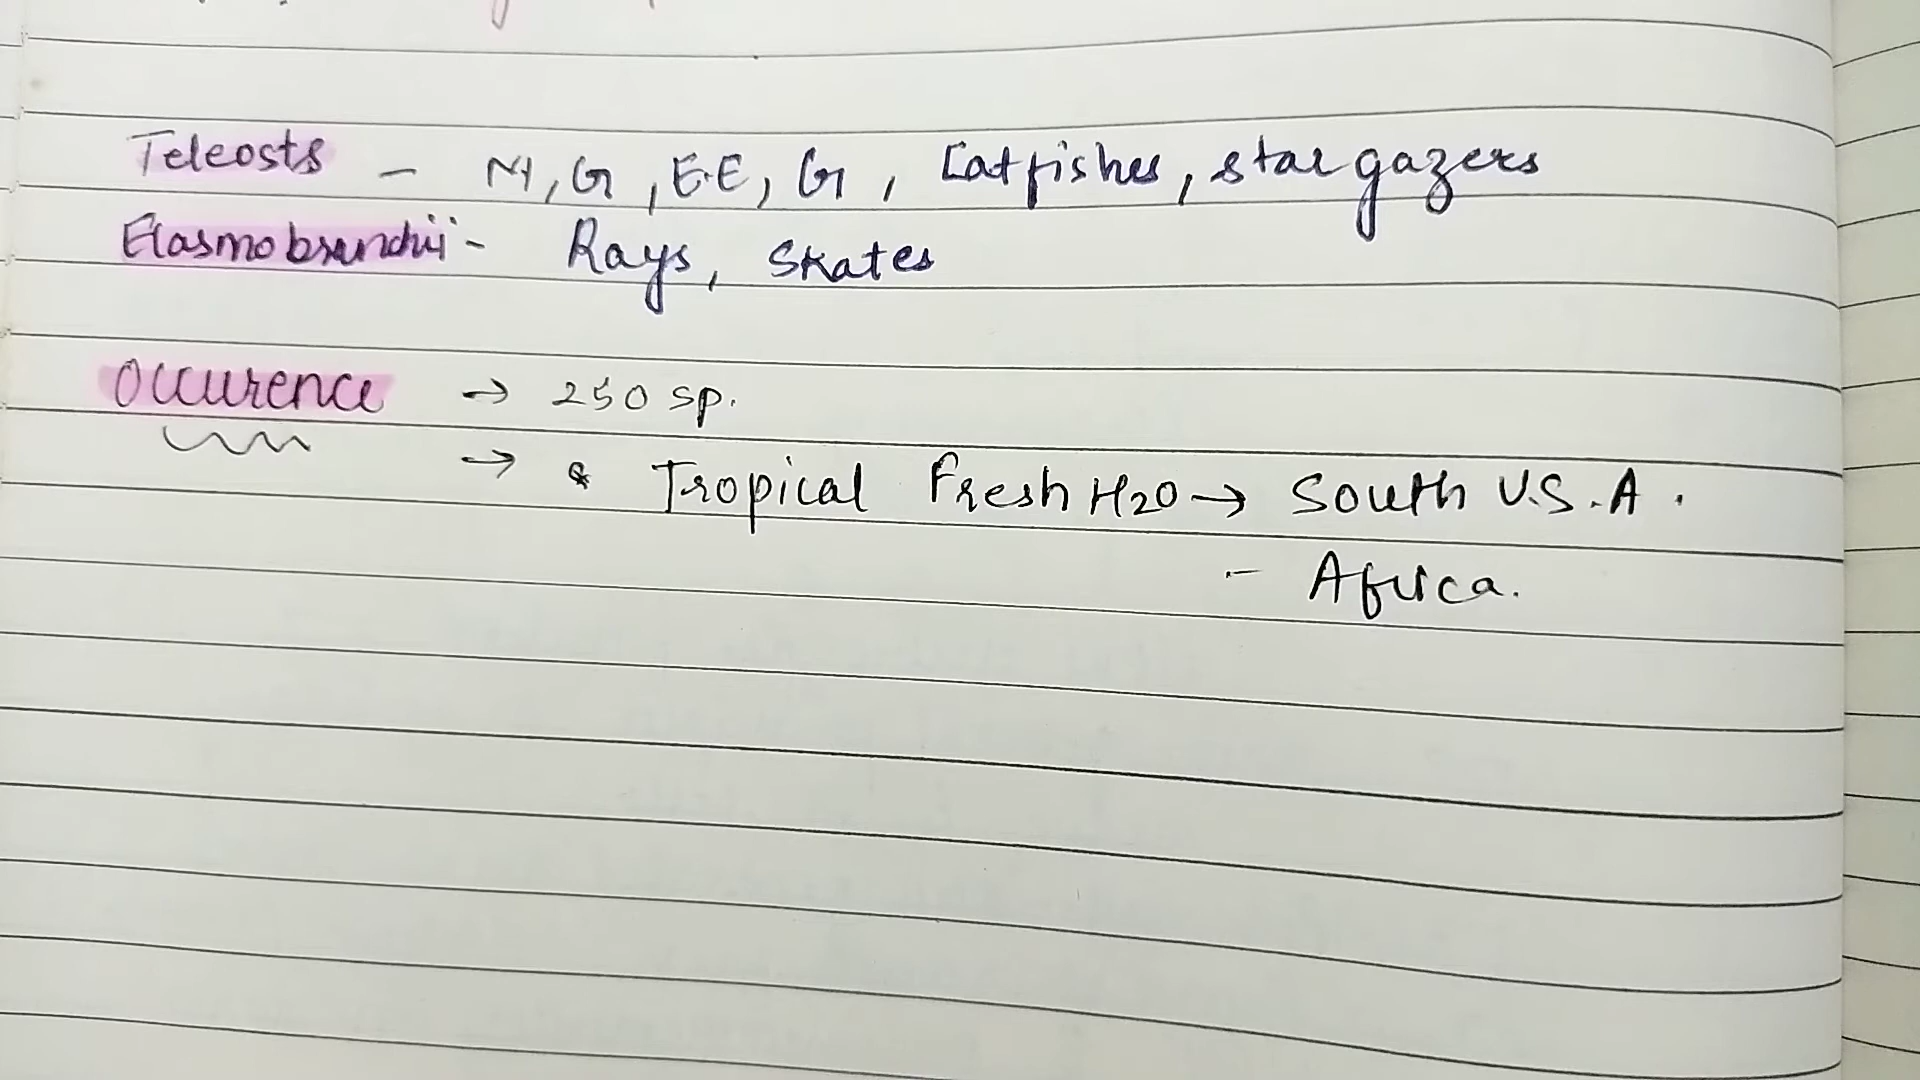 Teleosts - M, G, E.E, G, Catfishes, stargazers
Elasmobranchii - Rays, Skates
Occurence → 250 sp.
→ * Tropical Fresh H2O → South U.S.A.
- Africa.